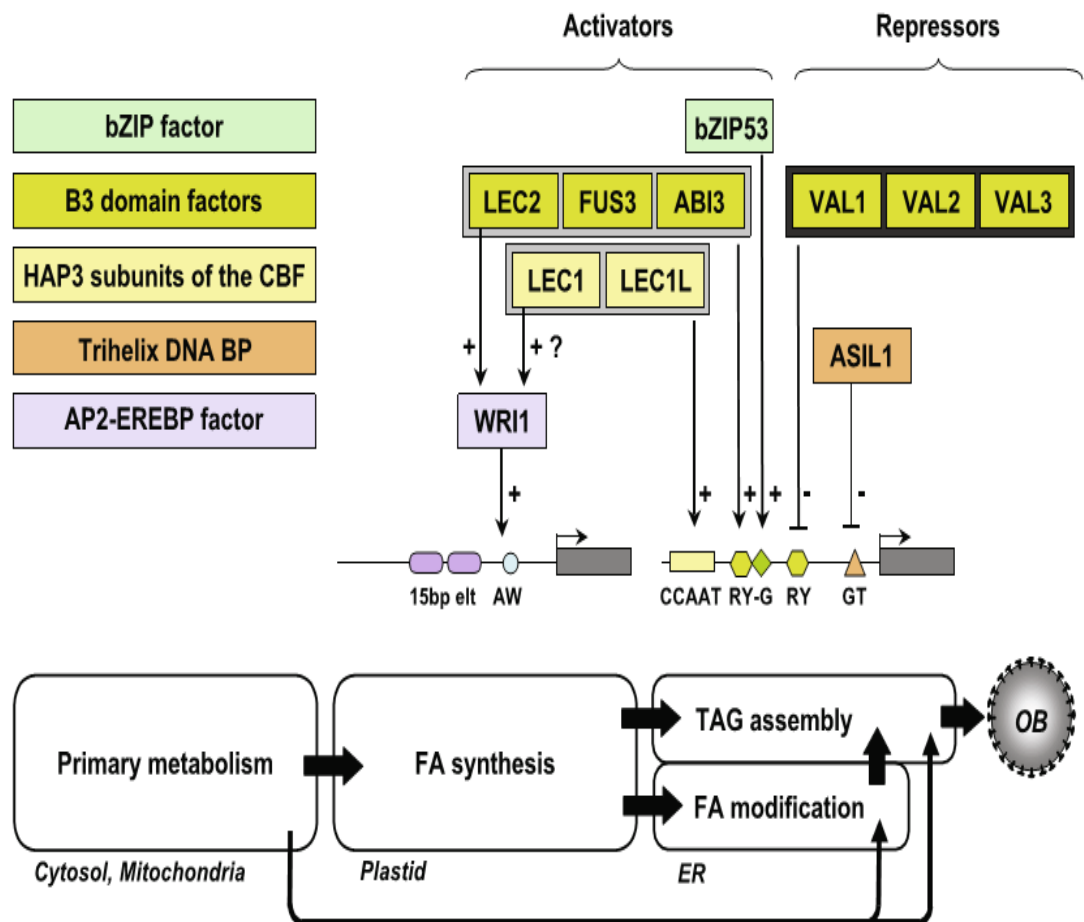 Activators
Repressors
bZIP factor
bZIP53
B3 domain factors
LEC2 FUS3 ABI3
VAL1 VAL2 VAL3
HAP3 subunits of the CBF
LEC1 LEC1L
Trihelix DNA BP
+ + ?
ASIL1
AP2-EREBP factor
WRI1
+ + + + - -
15bp elt AW
CCAAT RY-G RY GT
Primary metabolism
FA synthesis
TAG assembly
OB
FA modification
Cytosol, Mitochondria
Plastid
ER